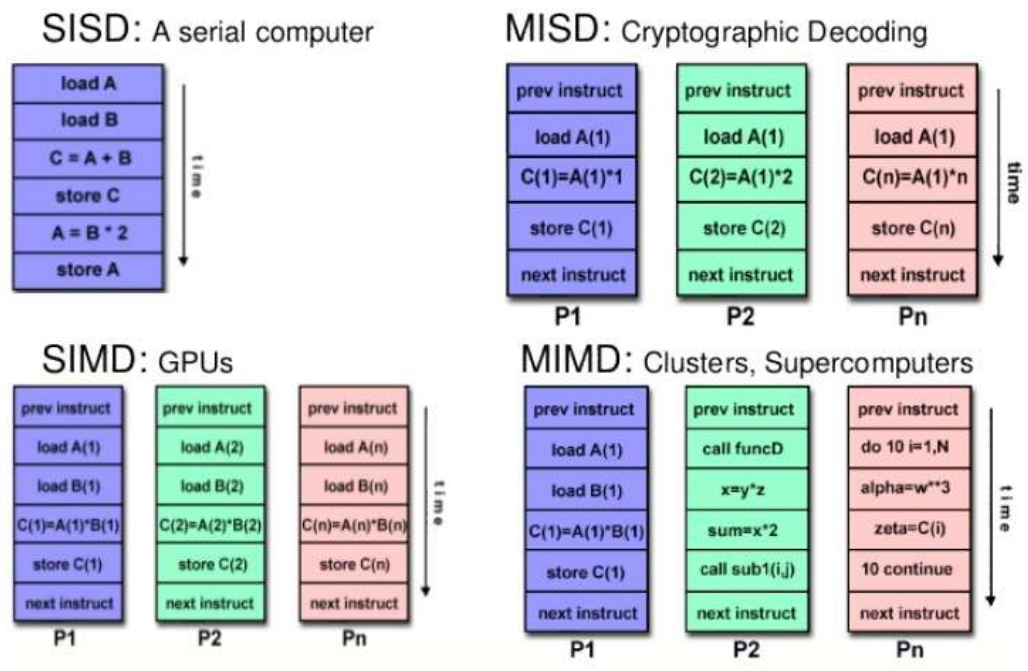 SISD: A serial computer
load A
load B
C = A + B
store C
A = B * 2
store A
time
MISD: Cryptographic Decoding
prev instruct
load A(1)
C(1)=A(1)*1
store C(1)
next instruct
P1
prev instruct
load A(1)
C(2)=A(1)*2
store C(2)
next instruct
P2
prev instruct
load A(1)
C(n)=A(1)*n
store C(n)
next instruct
Pn
time
SIMD: GPUs
prev instruct
load A(1)
load B(1)
C(1)=A(1)*B(1)
store C(1)
next instruct
P1
prev instruct
load A(2)
load B(2)
C(2)=A(2)*B(2)
store C(2)
next instruct
P2
prev instruct
load A(n)
load B(n)
C(n)=A(n)*B(n)
store C(n)
next instruct
Pn
time
MIMD: Clusters, Supercomputers
prev instruct
load A(1)
load B(1)
C(1)=A(1)*B(1)
store C(1)
next instruct
P1
prev instruct
call funcD
x=y*z
sum=x*2
call sub1(i,j)
next instruct
P2
prev instruct
do 10 i=1,N
alpha=w**3
zeta=C(i)
10 continue
next instruct
Pn
time